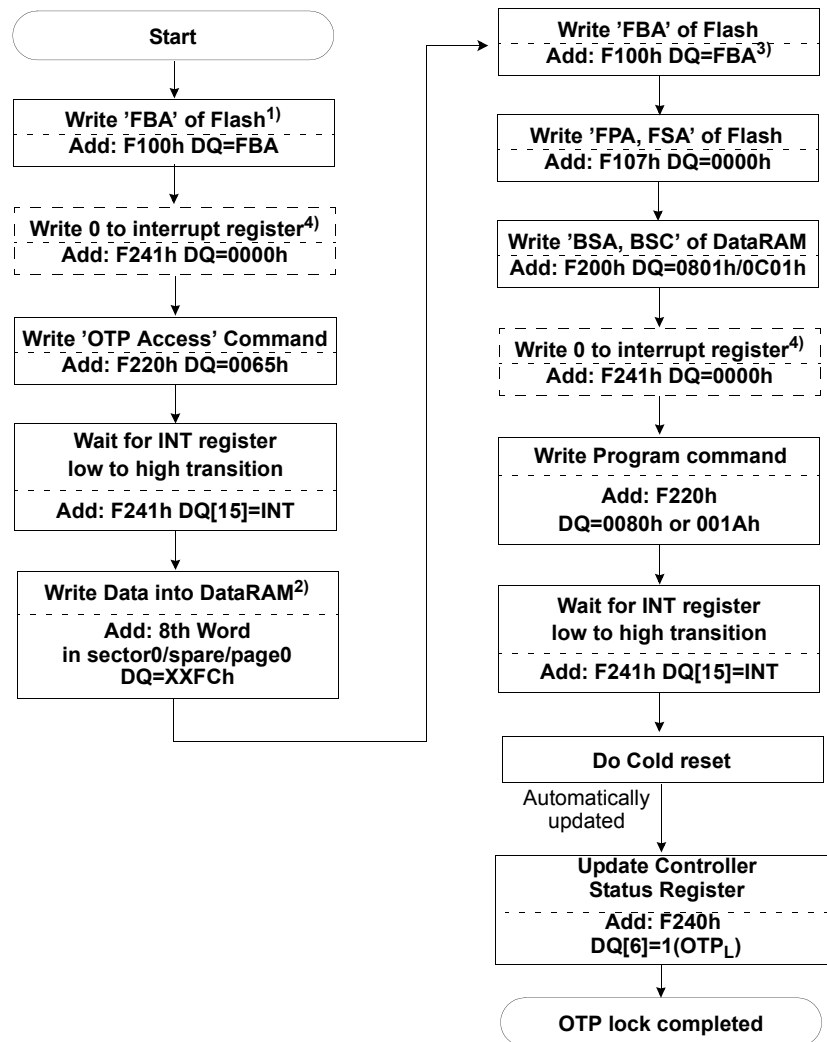 Start
Write ’FBA’ of Flash1)
Add: F100h DQ=FBA
Write 0 to interrupt register4)
Add: F241h DQ=0000h
Write ’OTP Access’ Command
Add: F220h DQ=0065h
Wait for INT register
low to high transition
Add: F241h DQ[15]=INT
Write Data into DataRAM2)
Add: 8th Word
in sector0/spare/page0
DQ=XXFCh
Write ’FBA’ of Flash
Add: F100h DQ=FBA3)
Write ’FPA, FSA’ of Flash
Add: F107h DQ=0000h
Write ’BSA, BSC’ of DataRAM
Add: F200h DQ=0801h/0C01h
Write 0 to interrupt register4)
Add: F241h DQ=0000h
Write Program command
Add: F220h
DQ=0080h or 001Ah
Wait for INT register
low to high transition
Add: F241h DQ[15]=INT
Do Cold reset
Automatically
updated
Update Controller
Status Register
Add: F240h
DQ[6]=1(OTPL)
OTP lock completed